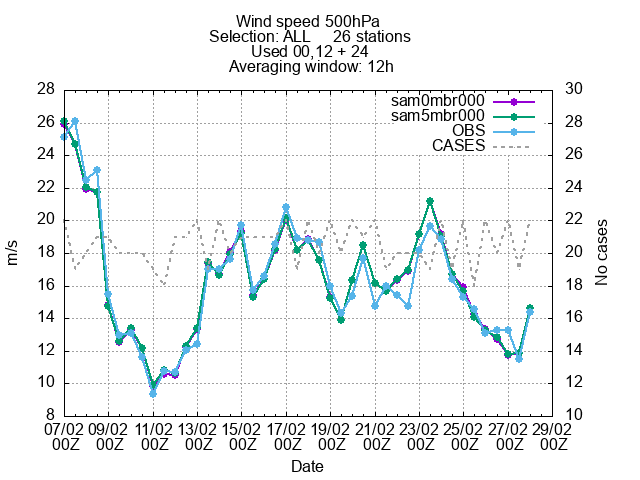 Wind speed 500hPa
Selection: ALL     26 stations
Used 00,12 + 24
Averaging window: 12h
sam0mbr000
sam5mbr000
OBS
CASES
28
26
24
22
20
18
16
14
12
10
8
m/s
30
28
26
24
22
20
18
16
14
12
10
No cases
07/02 09/02 11/02 13/02 15/02 17/02 19/02 21/02 23/02 25/02 27/02 29/02
00Z 00Z 00Z 00Z 00Z 00Z 00Z 00Z 00Z 00Z 00Z 00Z
Date